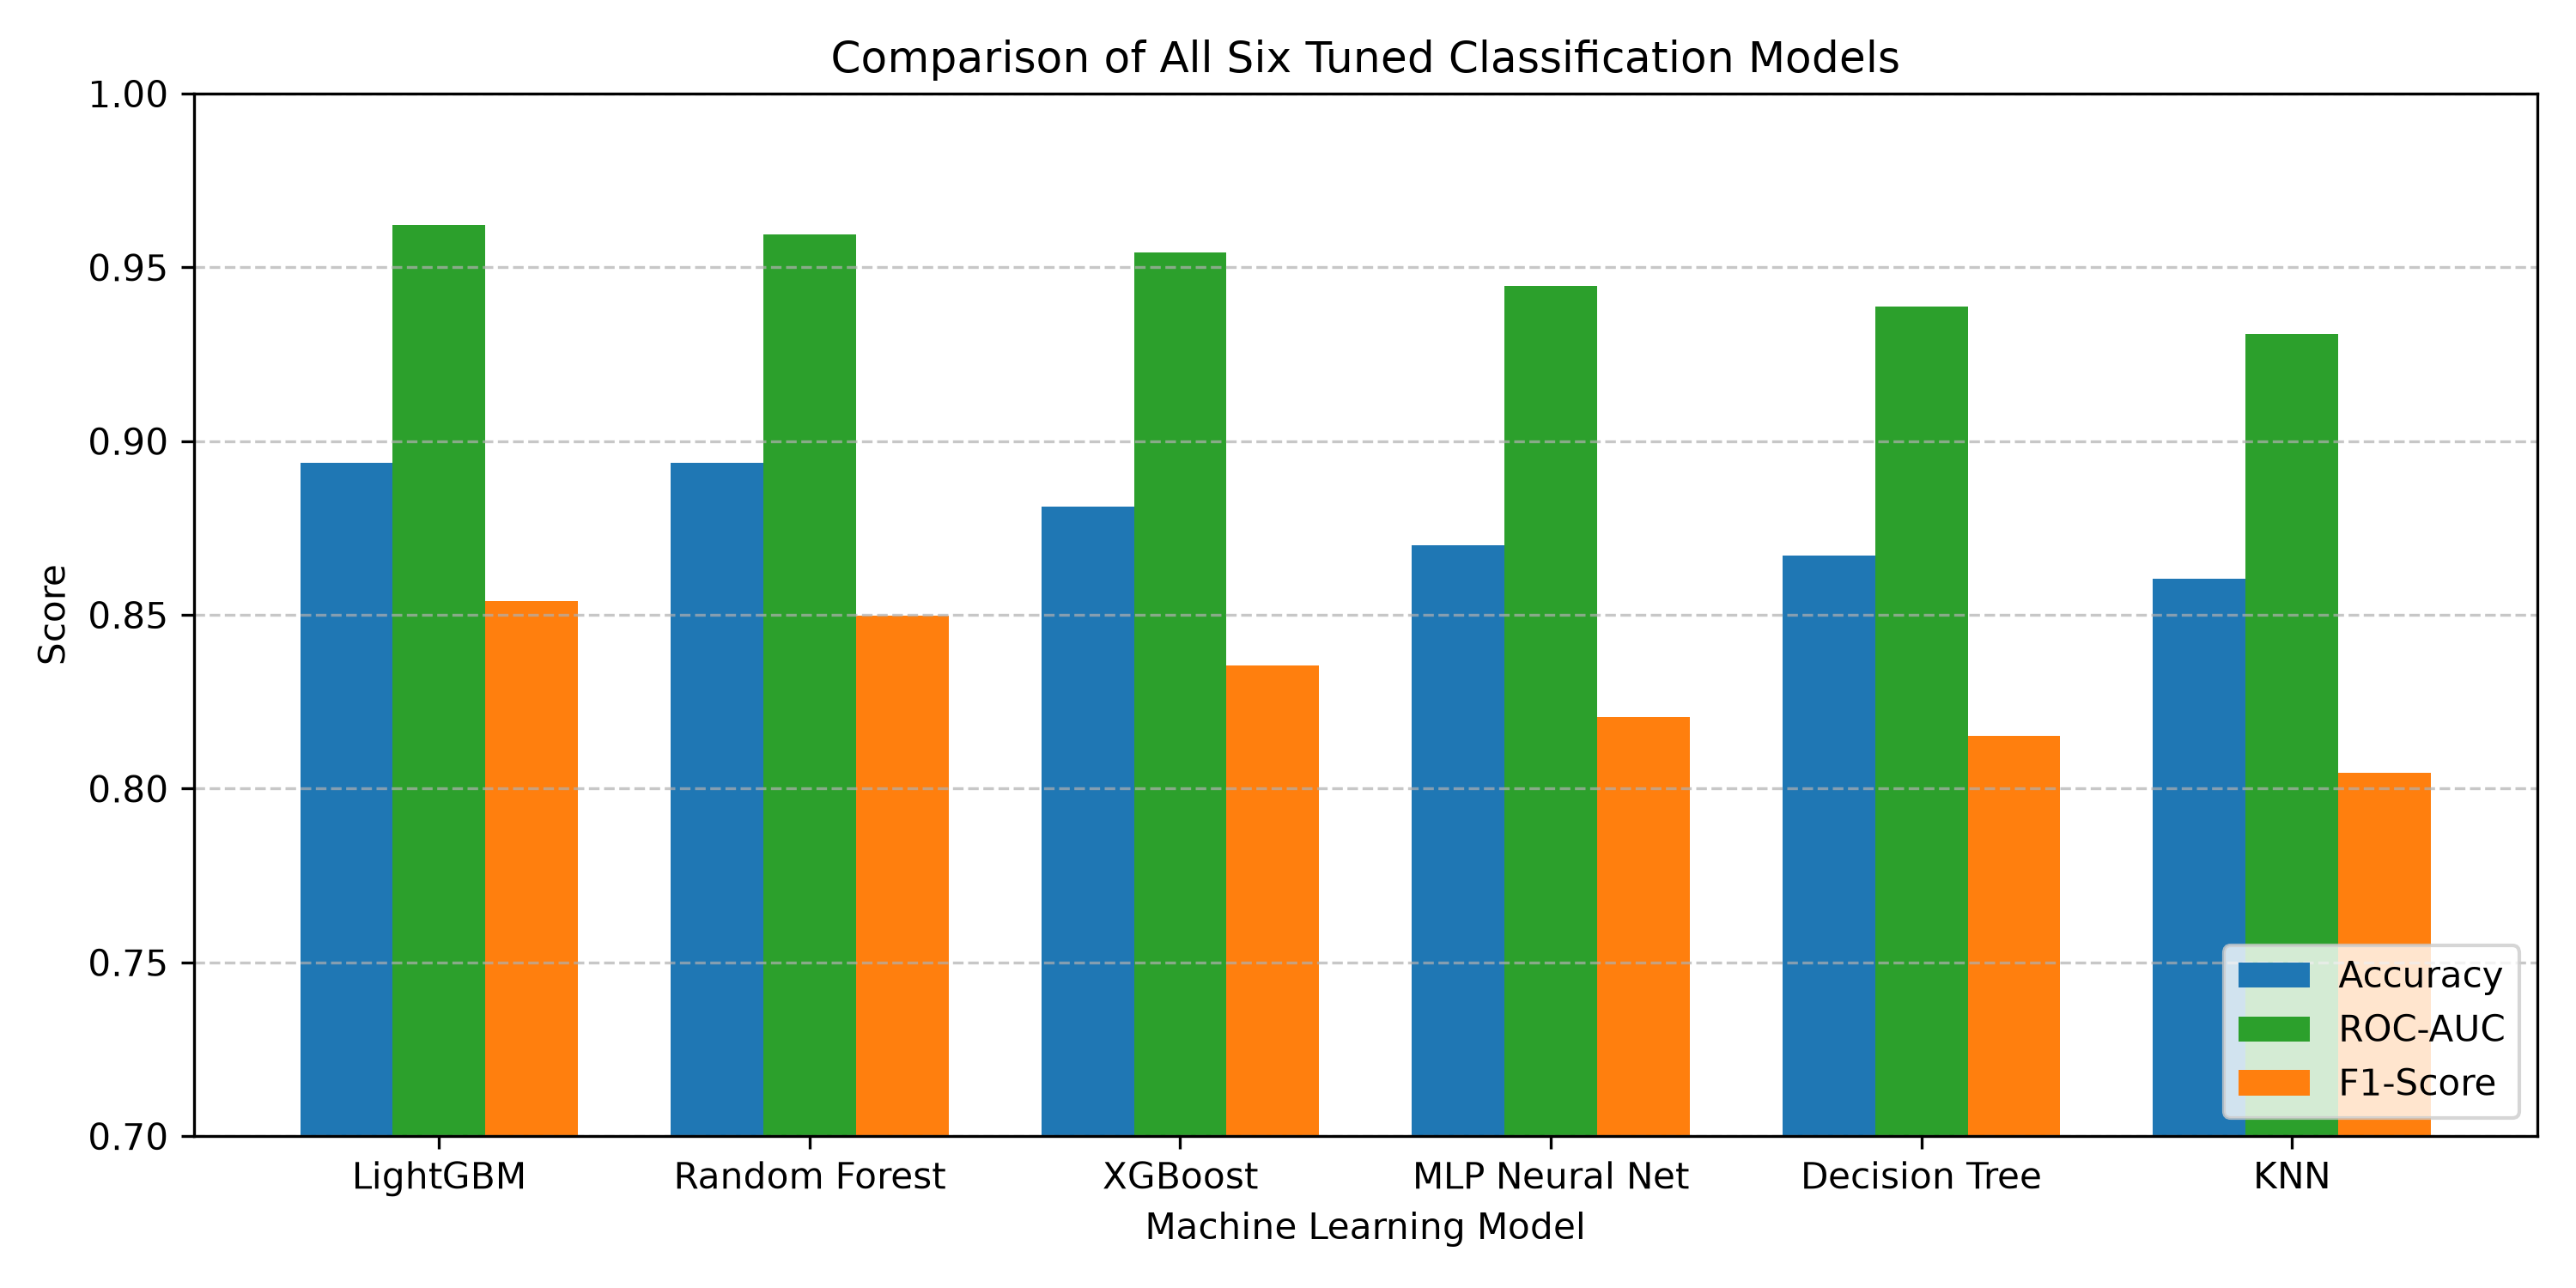 Comparison of All Six Tuned Classification Models
1.00
0.95
0.90
0.85
0.80
0.75
0.70
Score
LightGBM
Random Forest
XGBoost
MLP Neural Net
Decision Tree
KNN
Machine Learning Model
Accuracy
ROC-AUC
F1-Score